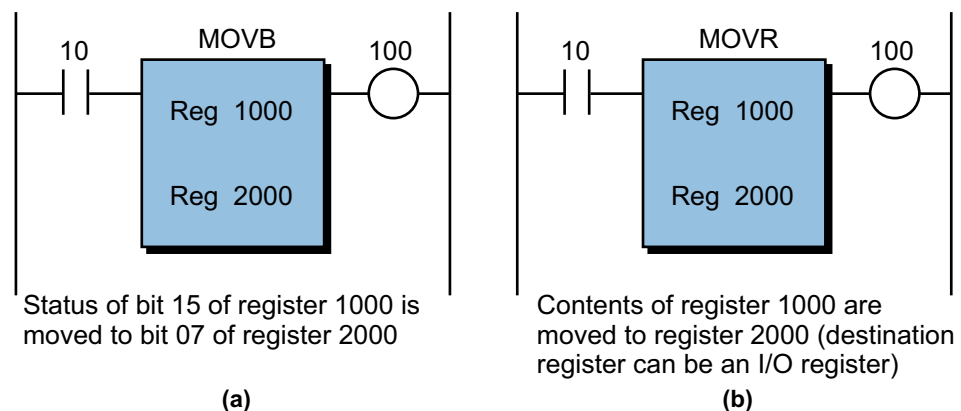 MOVB
10
100
Reg 1000
Reg 2000
Status of bit 15 of register 1000 is
moved to bit 07 of register 2000
(a)
MOVR
10
100
Reg 1000
Reg 2000
Contents of register 1000 are
moved to register 2000 (destination
register can be an I/O register)
(b)